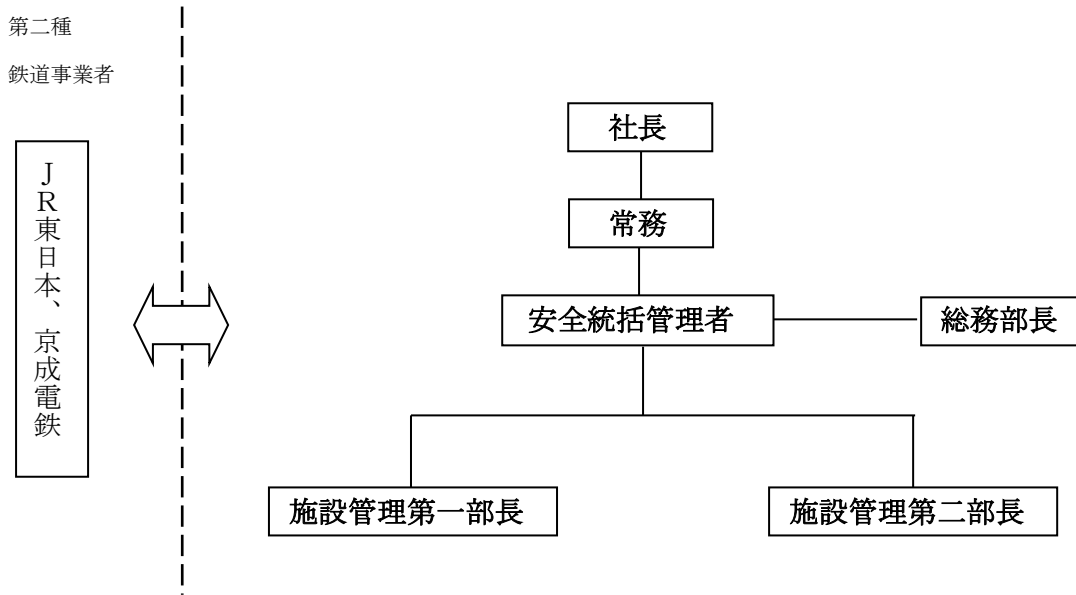 第二種
鉄道事業者
JR東日本、京成電鉄
社長
常務
安全統括管理者
総務部長
施設管理第一部長
施設管理第二部長